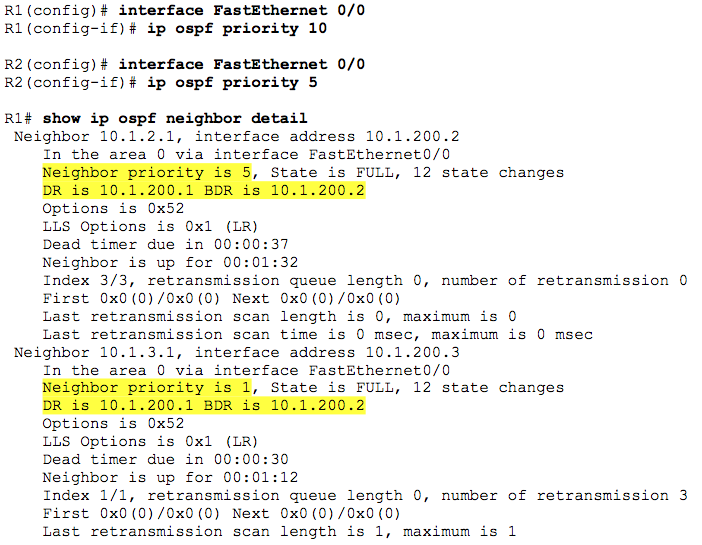 R1(config)# interface FastEthernet 0/0
R1(config-if)# ip ospf priority 10
R2(config)# interface FastEthernet 0/0
R2(config-if)# ip ospf priority 5
R1# show ip ospf neighbor detail
Neighbor 10.1.2.1, interface address 10.1.200.2
In the area 0 via interface FastEthernet0/0
Neighbor priority is 5, State is FULL, 12 state changes
DR is 10.1.200.1 BDR is 10.1.200.2
Options is 0x52
LLS Options is 0x1 (LR)
Dead timer due in 00:00:37
Neighbor is up for 00:01:32
Index 3/3, retransmission queue length 0, number of retransmission 0
First 0x0(0)/0x0(0) Next 0x0(0)/0x0(0)
Last retransmission scan length is 0, maximum is 0
Last retransmission scan time is 0 msec, maximum is 0 msec
Neighbor 10.1.3.1, interface address 10.1.200.3
In the area 0 via interface FastEthernet0/0
Neighbor priority is 1, State is FULL, 12 state changes
DR is 10.1.200.1 BDR is 10.1.200.2
Options is 0x52
LLS Options is 0x1 (LR)
Dead timer due in 00:00:30
Neighbor is up for 00:01:12
Index 1/1, retransmission queue length 0, number of retransmission 3
First 0x0(0)/0x0(0) Next 0x0(0)/0x0(0)
Last retransmission scan length is 1, maximum is 1